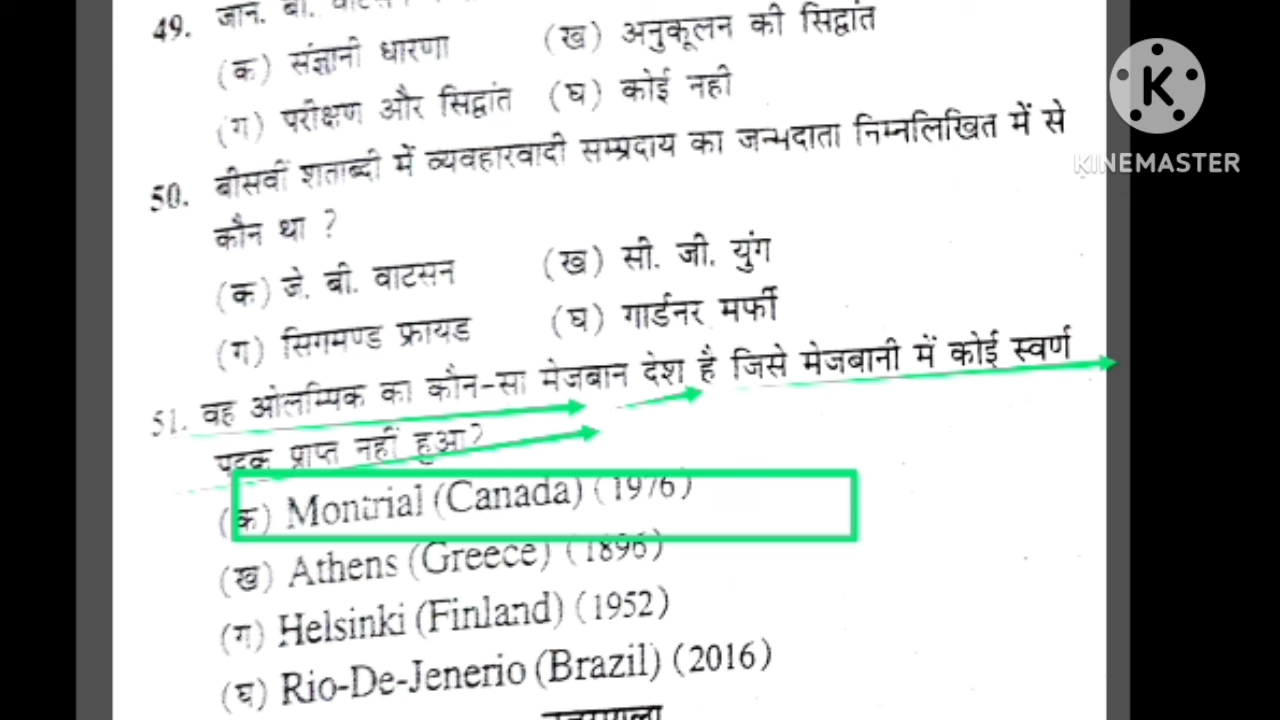 49. जान. बी. वाटसन
(क) संज्ञानी धारणा (ख) अनुकूलन की सिद्वांत
(ग) परीक्षण और सिद्वांत (घ) कोई नही
K
KINEMASTER
50. बीसवीं शताब्दी में व्यवहारवादी सम्प्रदाय का जन्मदाता निम्नलिखित में से
कौन था ?
(क) जे. बी. वाटसन (ख) सी. जी. युंग
(ग) सिगमण्ड फ्रायड (घ) गार्डनर मर्फी
51. वह ओलम्पिक का कौन-सा मेजबान देश है जिसे मेजबानी में कोई स्वर्ण
पदक प्राप्त नहीं हुआ?
(क) Montrial (Canada) (1976)
(ख) Athens (Greece) (1896)
(ग) Helsinki (Finland) (1952)
(घ) Rio-De-Jenerio (Brazil) (2016)